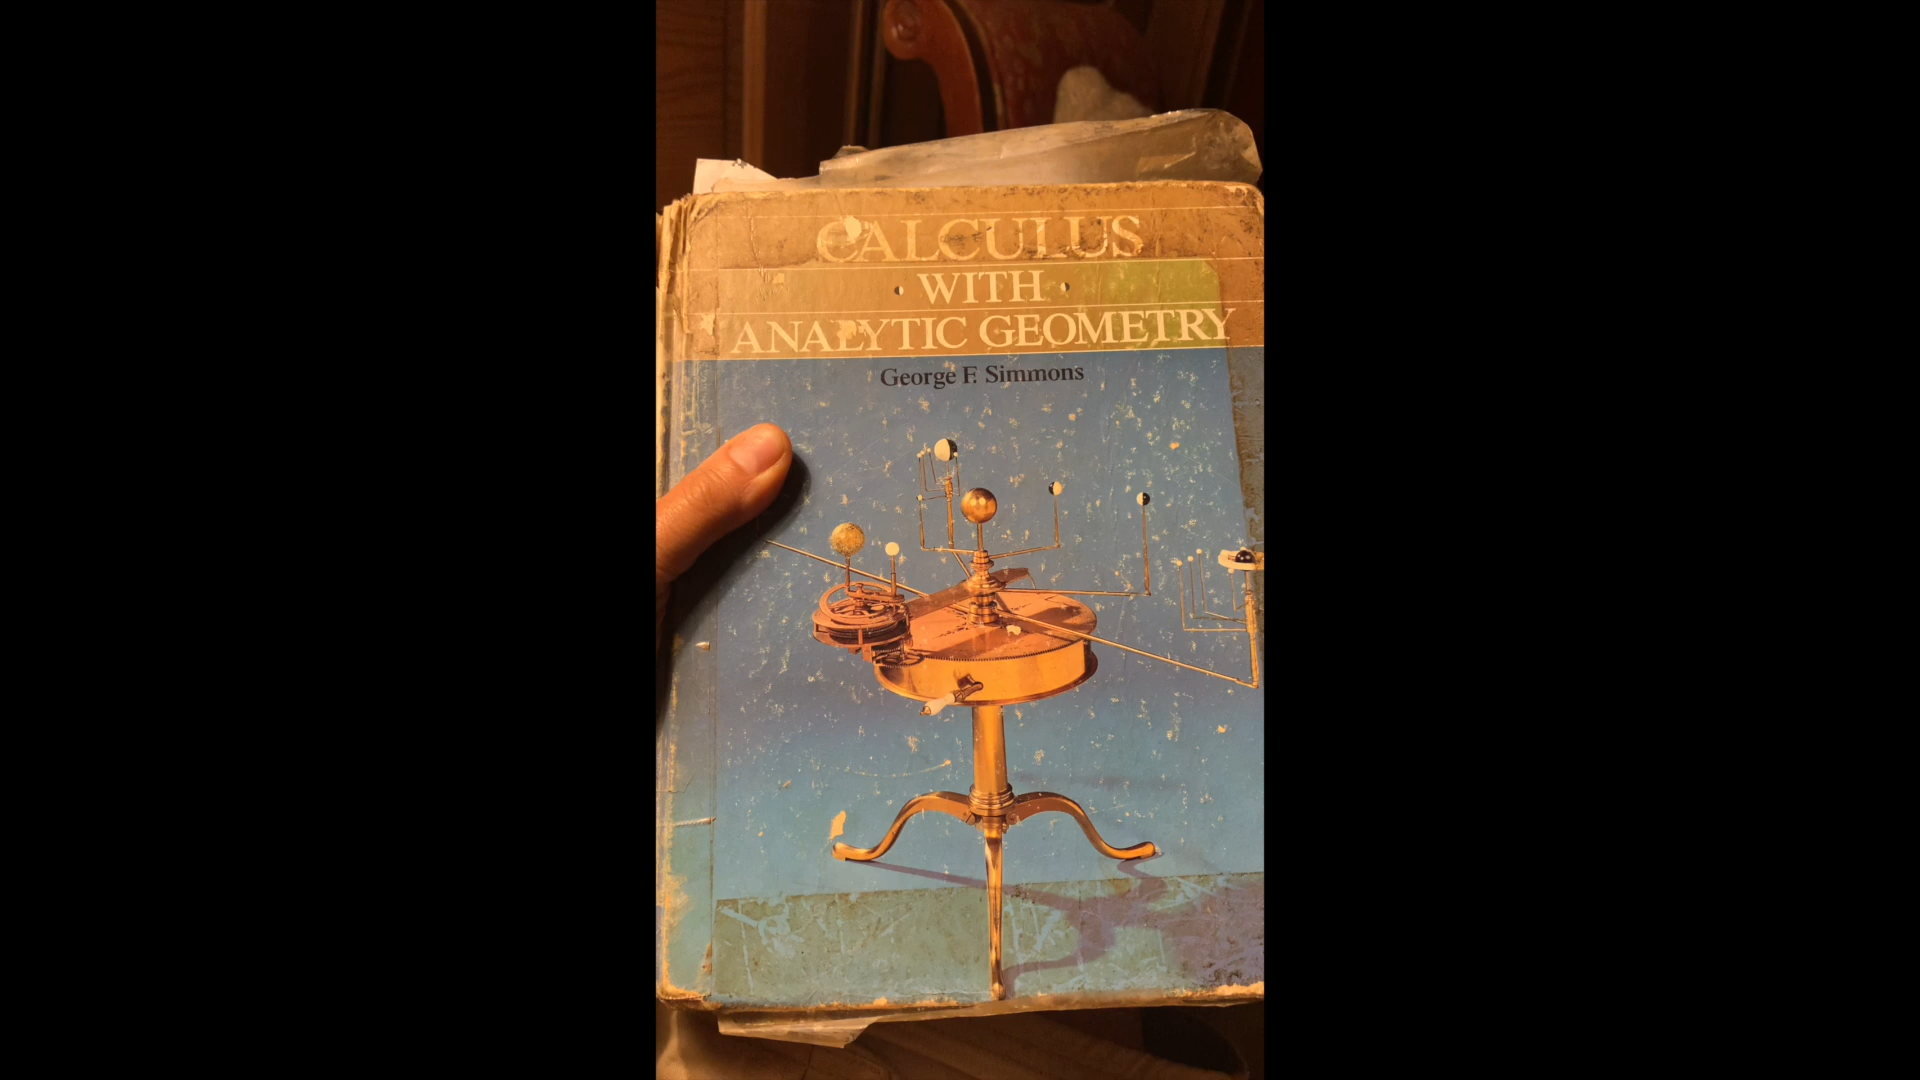 CALCULUS
· WITH ·
ANALYTIC GEOMETRY
George F. Simmons